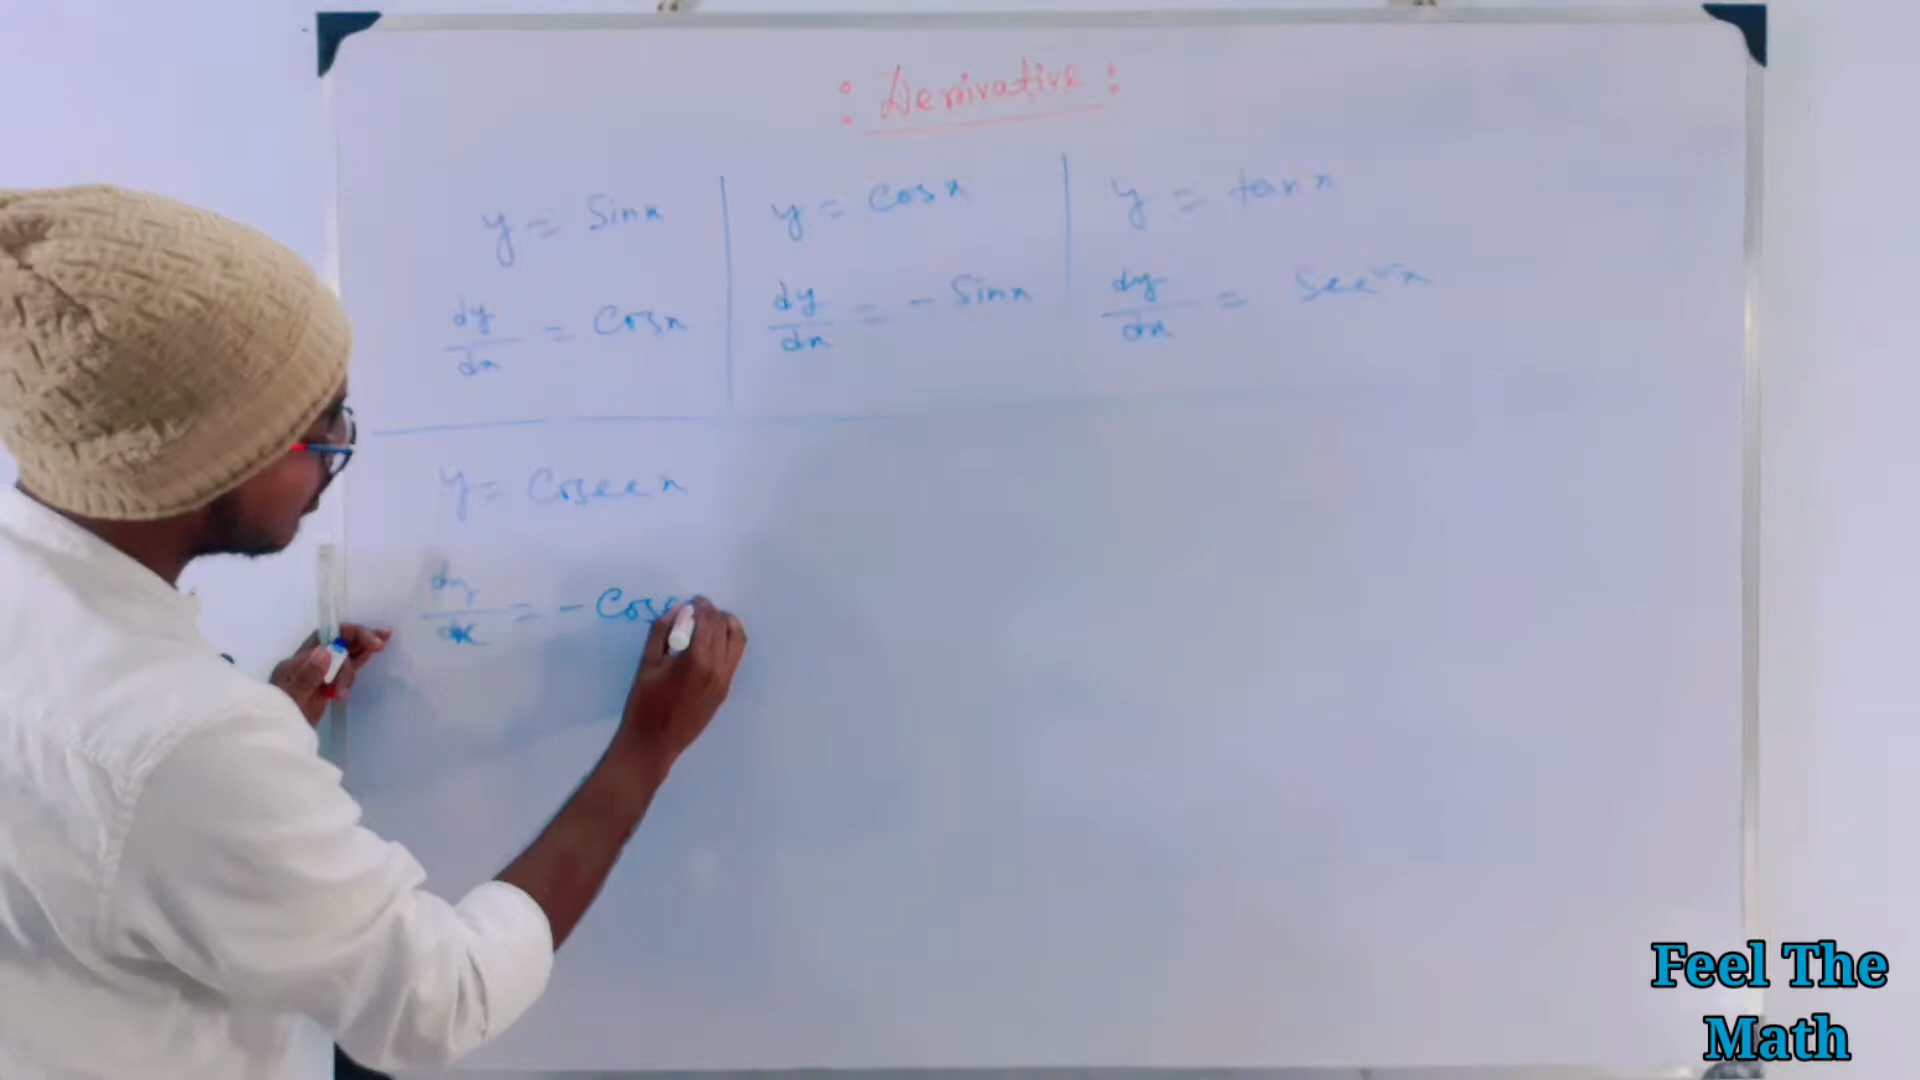 : Derivative :
y = Sinx
dy/dx = Cosx
y = Cosx
dy/dx = - Sinx
y = tanx
dy/dx = Sec²x
y = Cosecx
dy/dx = - Cose
Feel The
Math